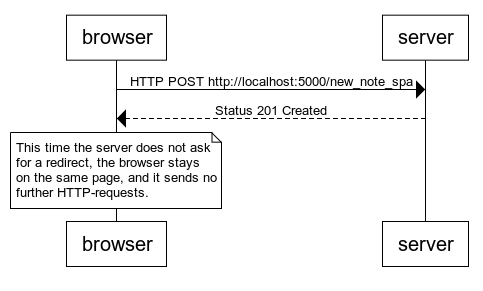 browser
server
HTTP POST http://localhost:5000/new_note_spa
Status 201 Created
This time the server does not ask
for a redirect, the browser stays
on the same page, and it sends no
further HTTP-requests.
browser
server